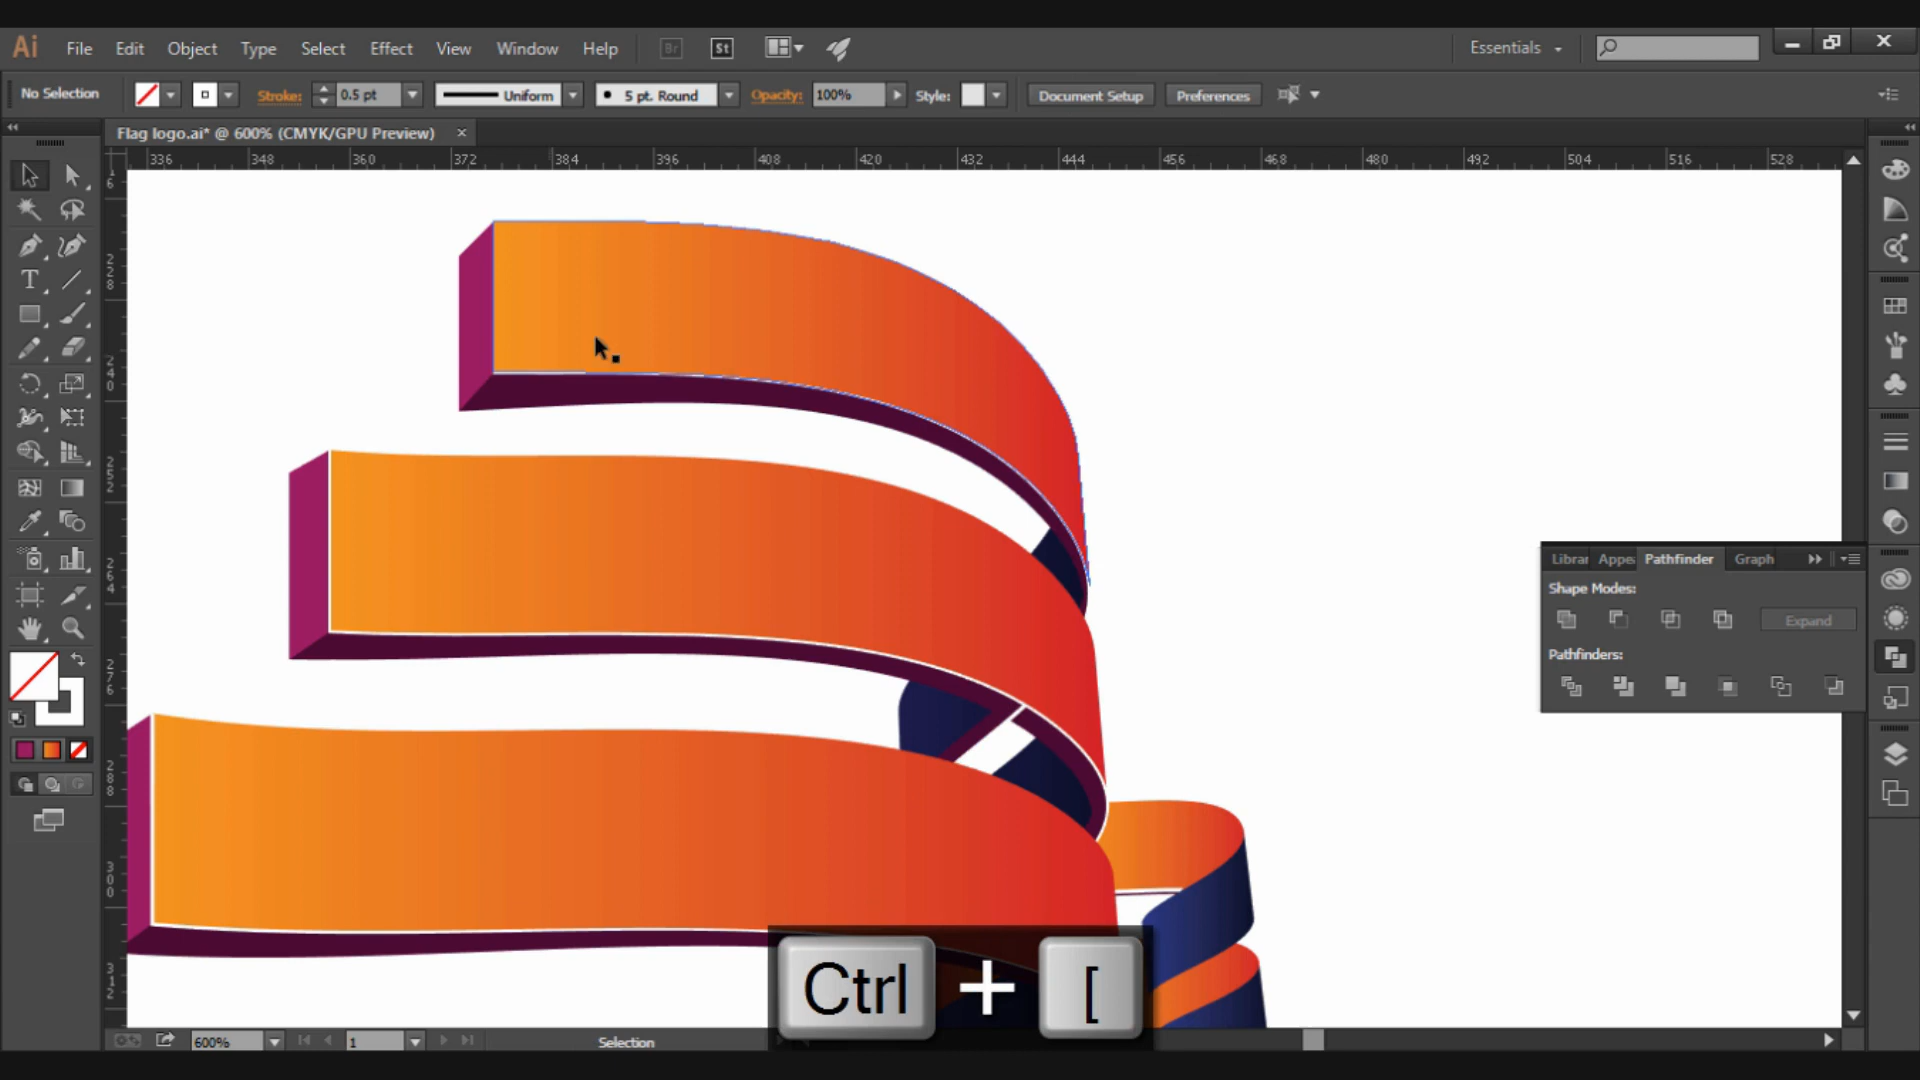 Ai File Edit Object Type Select Effect View Window Help Br St Essentials
No Selection Stroke: 0.5 pt Uniform 5 pt. Round Opacity: 100% Style: Document Setup Preferences
Flag logo.ai* @ 600% (CMYK/GPU Preview)
336 348 360 372 384 396 408 420 432 444 456 468 480 492 504 516 528
Librar Appea Pathfinder Graph
Shape Modes:
Expand
Pathfinders:
Ctrl + [
600% 1 Selection